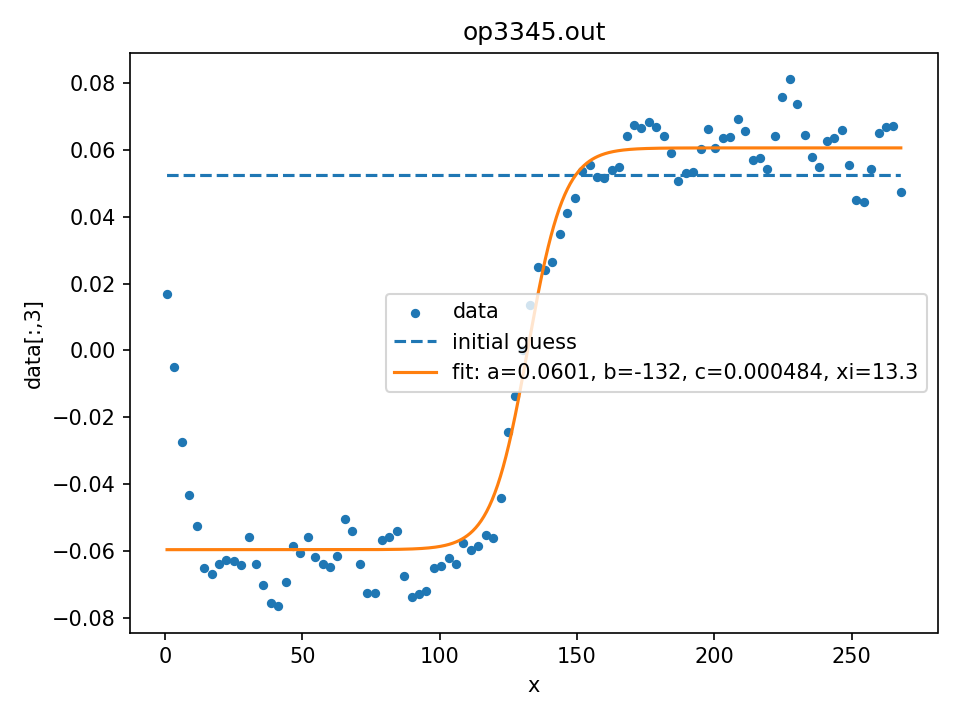 op3345.out
0.08
0.06
0.04
0.02
0.00
−0.02
−0.04
−0.06
−0.08
data[:,3]
data
initial guess
fit: a=0.0601, b=-132, c=0.000484, xi=13.3
0 50 100 150 200 250
x